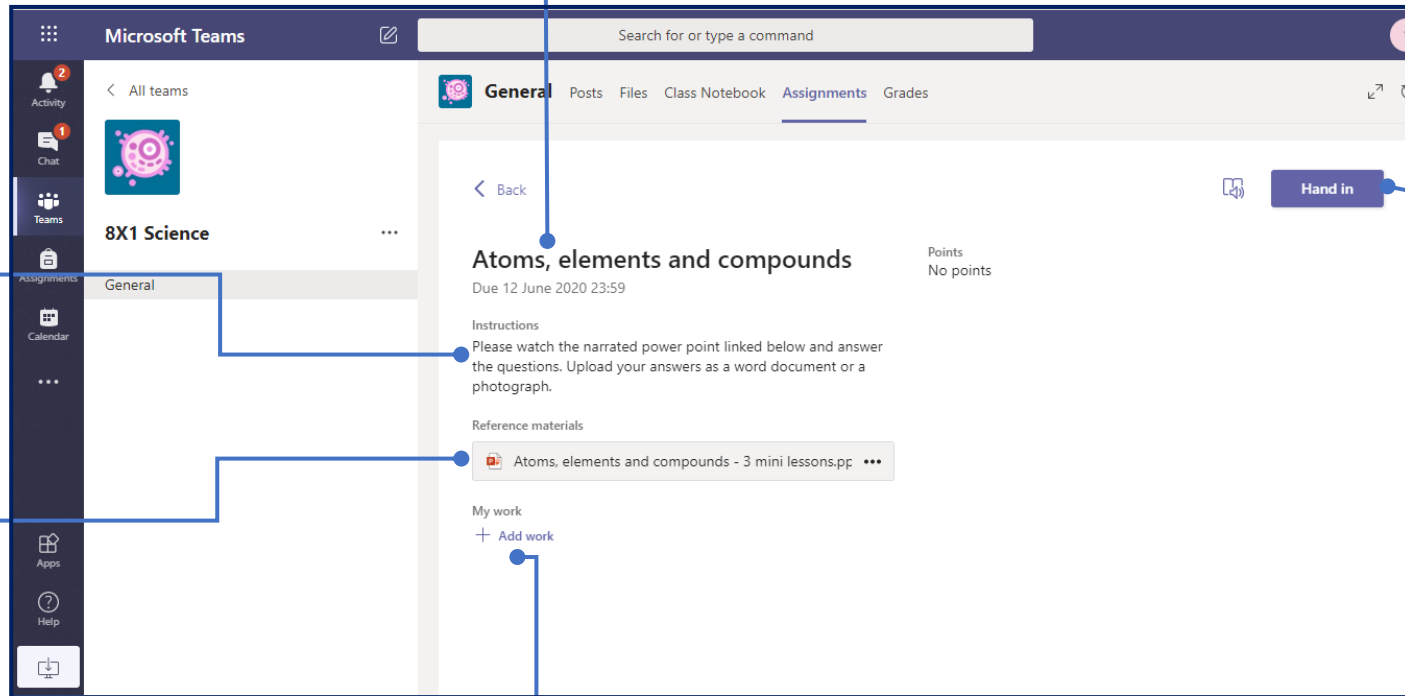 Microsoft Teams
Search for or type a command
2
Activity
1
Chat
Teams
Assignments
Calendar
Apps
Help
All teams
8X1 Science
General
General Posts Files Class Notebook Assignments Grades
Back
Hand in
Atoms, elements and compounds
Due 12 June 2020 23:59
Points
No points
Instructions
Please watch the narrated power point linked below and answer
the questions. Upload your answers as a word document or a
photograph.
Reference materials
Atoms, elements and compounds - 3 mini lessons.pp
My work
+ Add work